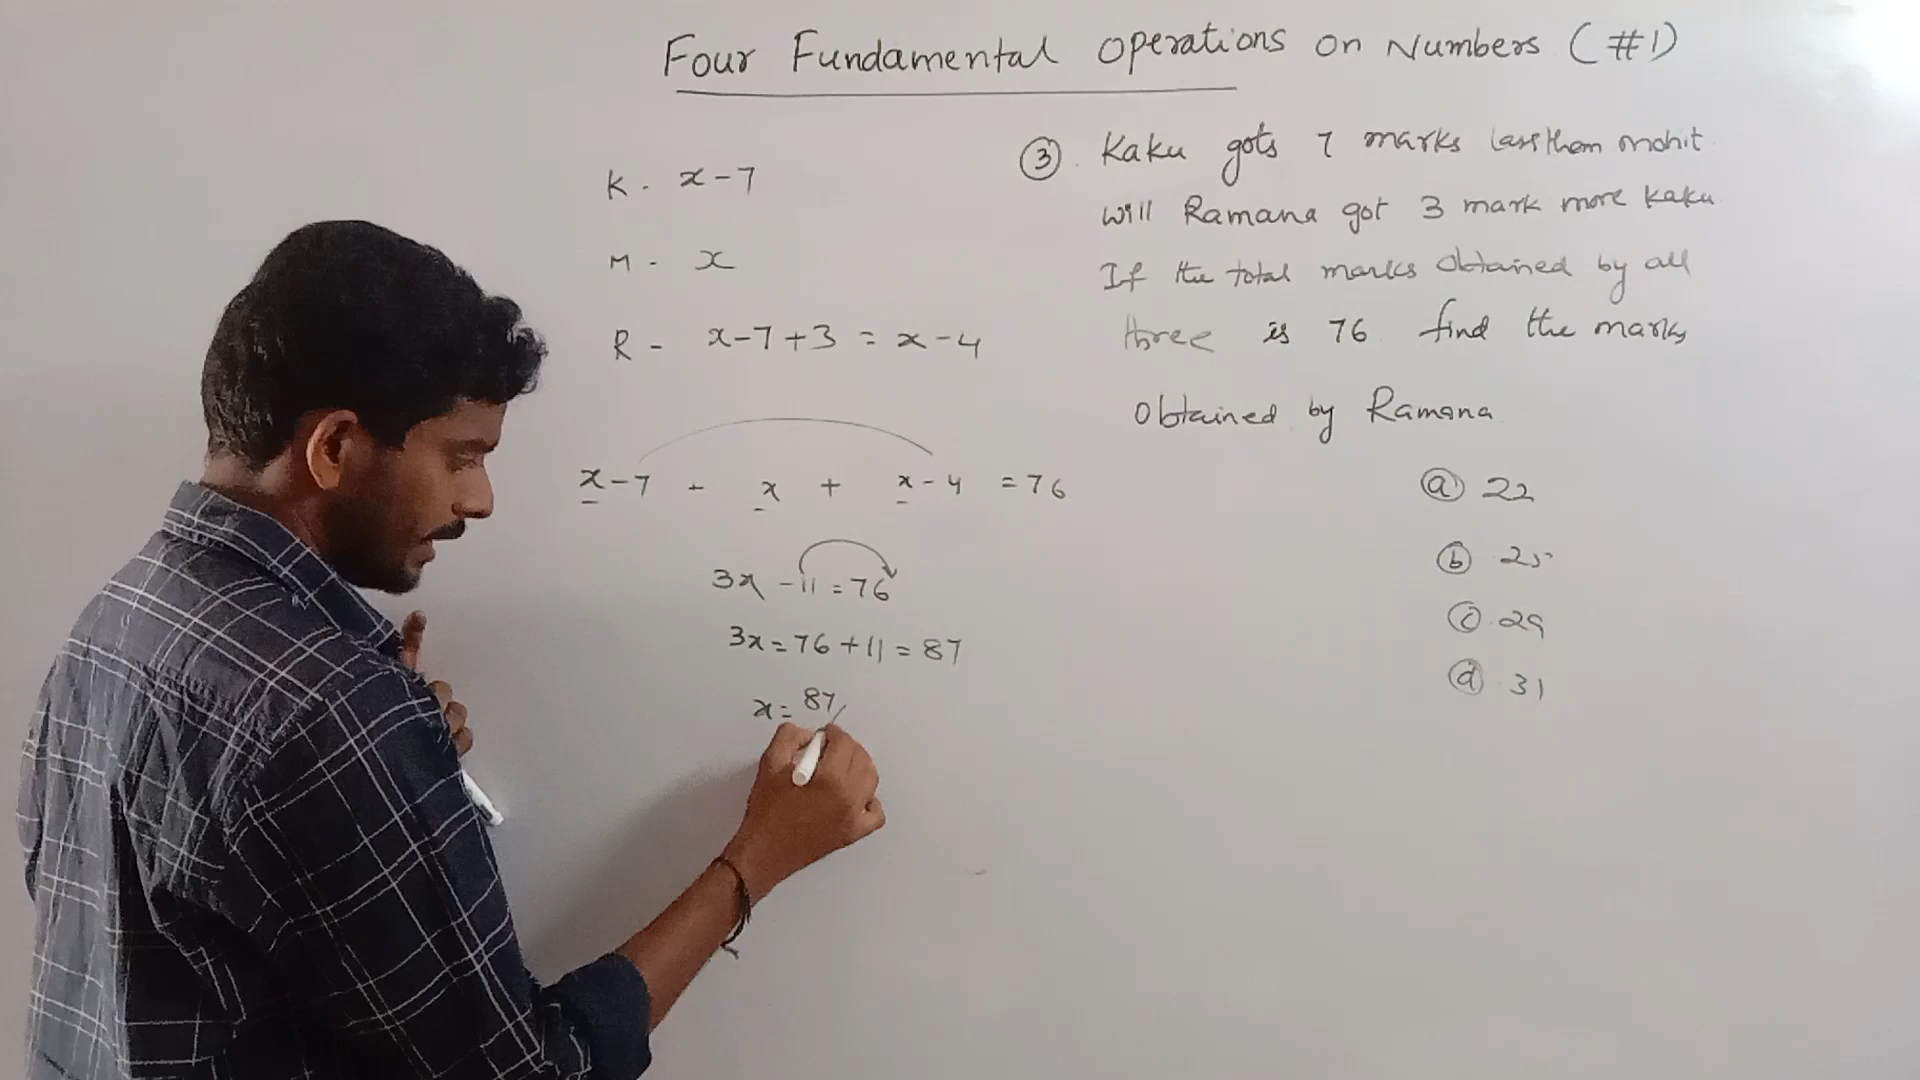 Four Fundamental Operations on Numbers (#1)
K - x-7
M - x
R - x-7+3 = x-4
x-7 + x + x-4 = 76
3x -11 = 76
3x = 76 + 11 = 87
x = 87/
③ Kaku gots 7 marks less than mohit
will Ramana got 3 mark more kaku
If the total marks obtained by all
three is 76 find the marks
Obtained by Ramana
ⓐ 22
ⓑ 25
ⓒ 29
ⓓ 31